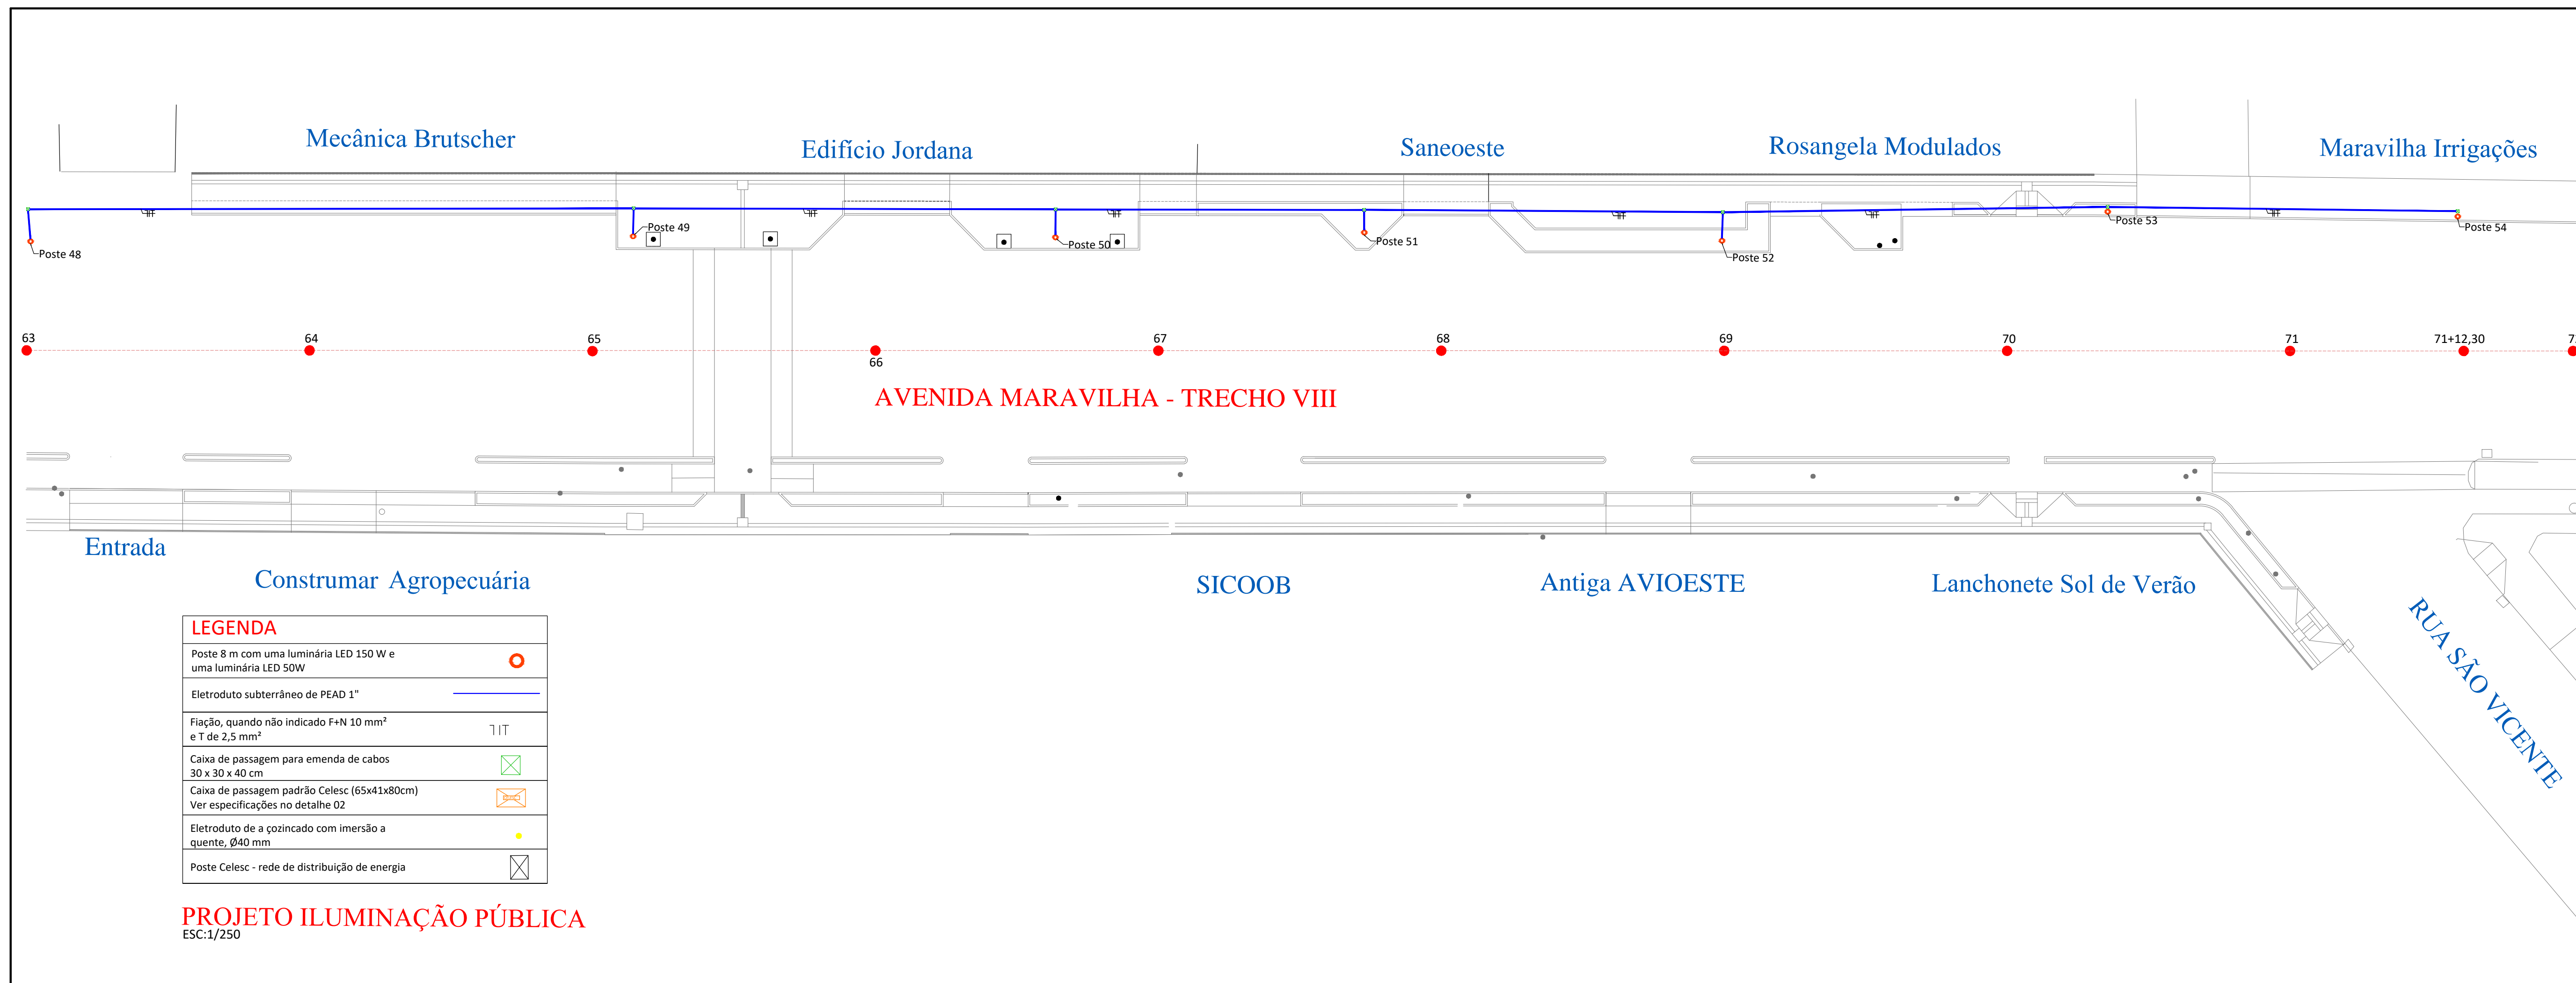 Mecânica Brutscher
Edifício Jordana
Saneoeste
Rosangela Modulados
Maravilha Irrigações
Poste 48
Poste 49
Poste 50
Poste 51
Poste 52
Poste 53
Poste 54
63
64
65
66
67
68
69
70
71
71+12,30
AVENIDA MARAVILHA - TRECHO VIII
Entrada
Construmar Agropecuária
SICOOB
Antiga AVIOESTE
Lanchonete Sol de Verão
RUA SÃO VICENTE
LEGENDA
Poste 8 m com uma luminária LED 150 W e
uma luminária LED 50W
Eletroduto subterrâneo de PEAD 1"
Fiação, quando não indicado F+N 10 mm²
e T de 2,5 mm²
Caixa de passagem para emenda de cabos
30 x 30 x 40 cm
Caixa de passagem padrão Celesc (65x41x80cm)
Ver especificações no detalhe 02
Eletroduto de a çozincado com imersão a
quente, Ø40 mm
Poste Celesc - rede de distribuição de energia
PROJETO ILUMINAÇÃO PÚBLICA
ESC:1/250